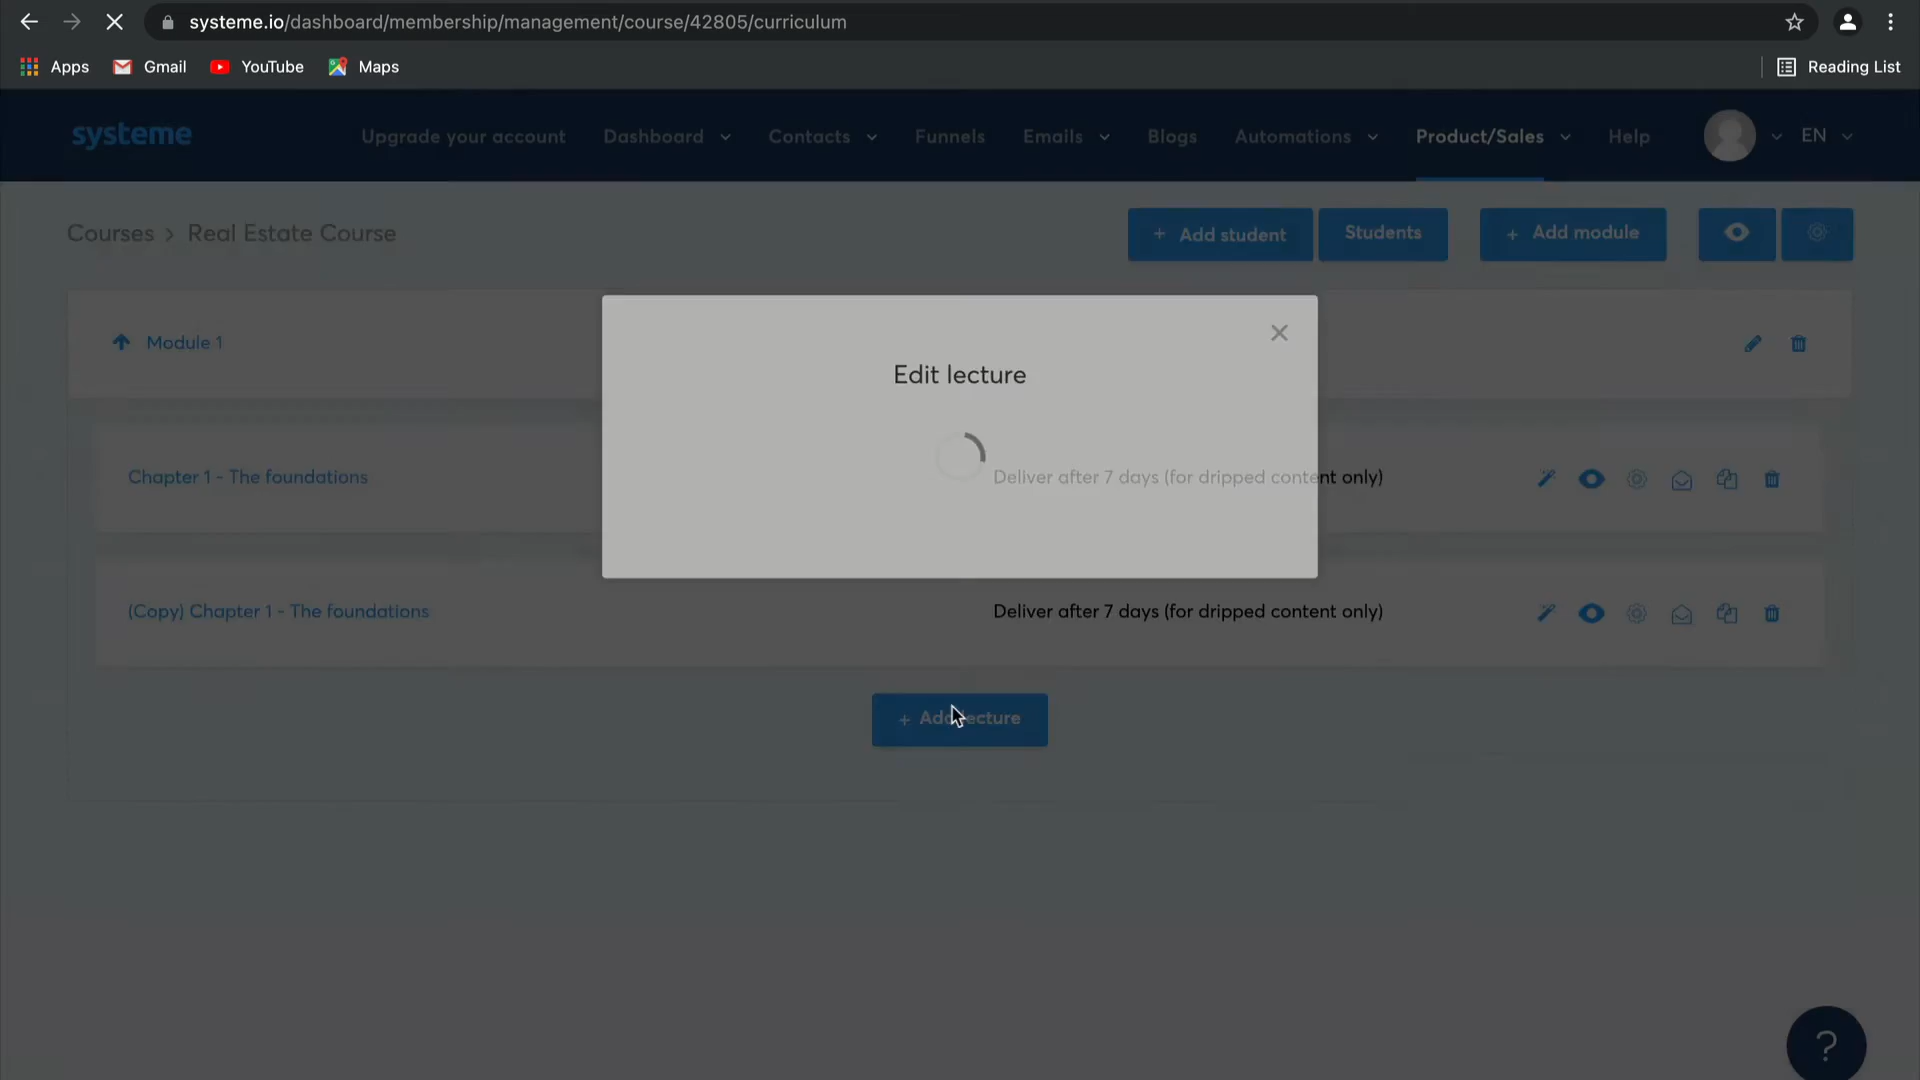 systeme.io/dashboard/membership/management/course/42805/curriculum
Apps Gmail YouTube Maps Reading List
systeme Upgrade your account Dashboard Contacts Funnels Emails Blogs Automations Product/Sales Help EN
Courses > Real Estate Course + Add student Students + Add module
Module 1
Edit lecture
Chapter 1 - The foundations Deliver after 7 days (for dripped content only)
(Copy) Chapter 1 - The foundations Deliver after 7 days (for dripped content only)
+ Add lecture
?